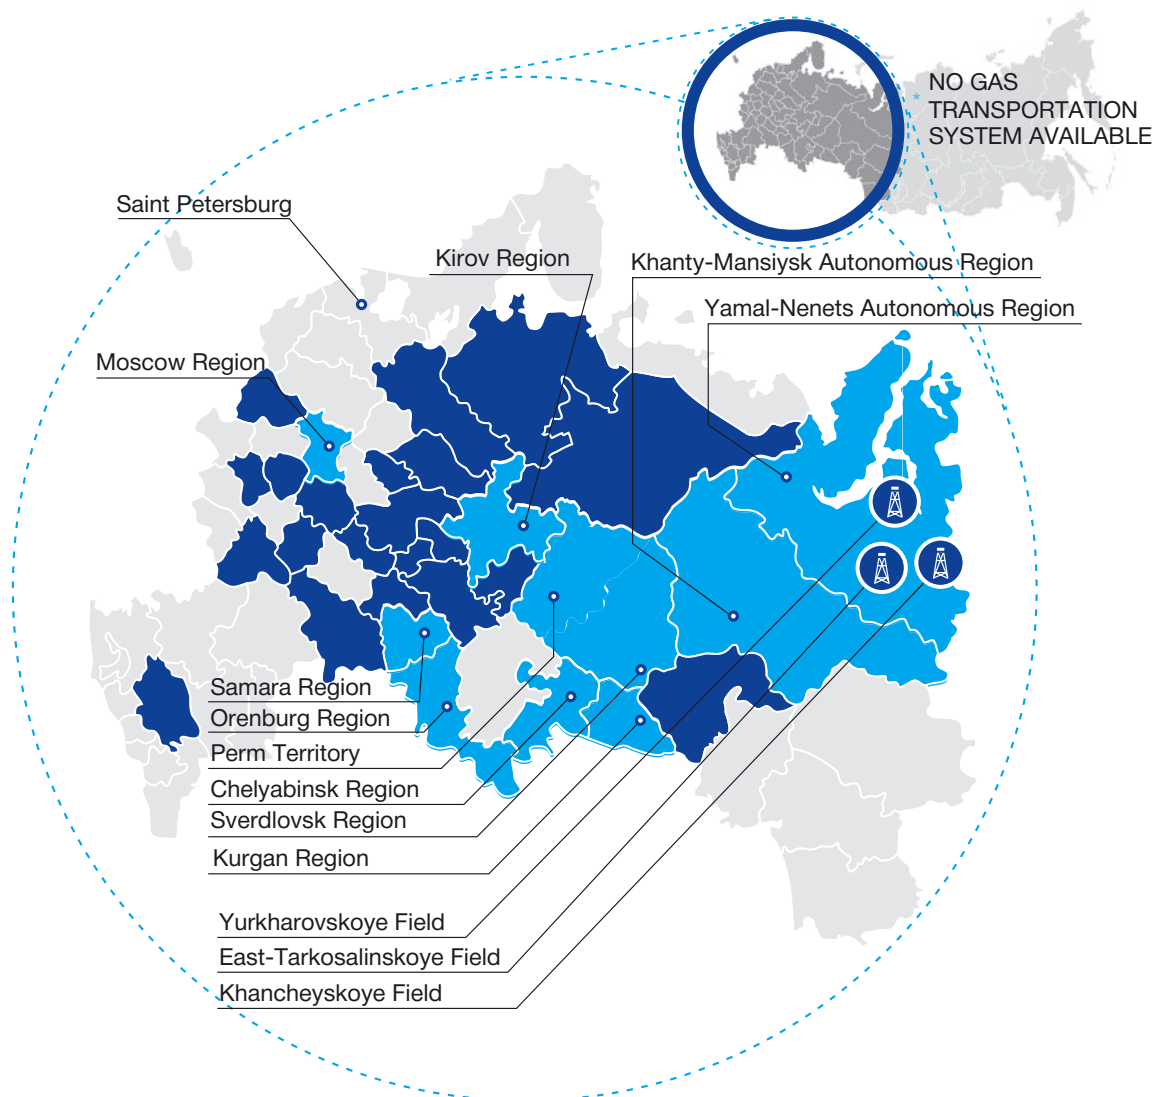 *
NO GAS
TRANSPORTATION
SYSTEM AVAILABLE
Saint Petersburg
Kirov Region
Khanty-Mansiysk Autonomous Region
Yamal-Nenets Autonomous Region
Moscow Region
Samara Region
Orenburg Region
Perm Territory
Chelyabinsk Region
Sverdlovsk Region
Kurgan Region
Yurkharovskoye Field
East-Tarkosalinskoye Field
Khancheyskoye Field